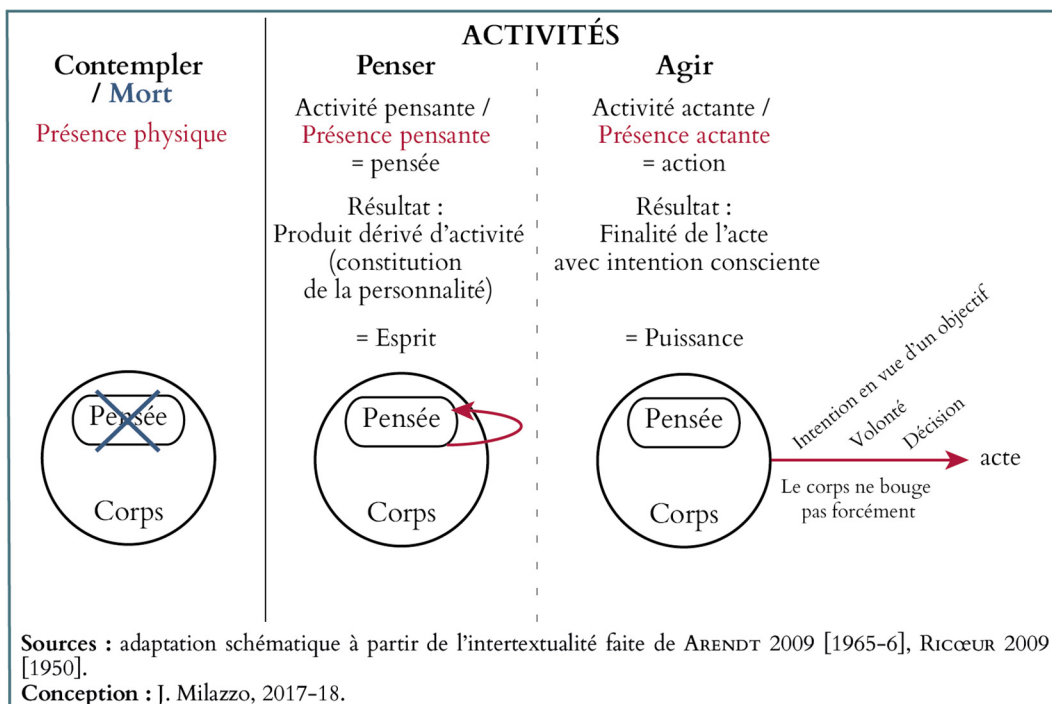 ACTIVITÉS
Contempler
/ Mort
Présence physique
Penser
Activité pensante /
Présence pensante
= pensée
Résultat :
Produit dérivé d’activité
(constitution
de la personnalité)
= Esprit
Agir
Activité actante /
Présence actante
= action
Résultat :
Finalité de l’acte
avec intention consciente
= Puissance
Pensée
Corps
Pensée
Corps
Pensée
Corps
Intention en vue d’un objectif
Volonté
Décision
acte
Le corps ne bouge
pas forcément
Sources : adaptation schématique à partir de l’intertextualité faite de ARENDT 2009 [1965-6], RICŒUR 2009
[1950].
Conception : J. Milazzo, 2017-18.